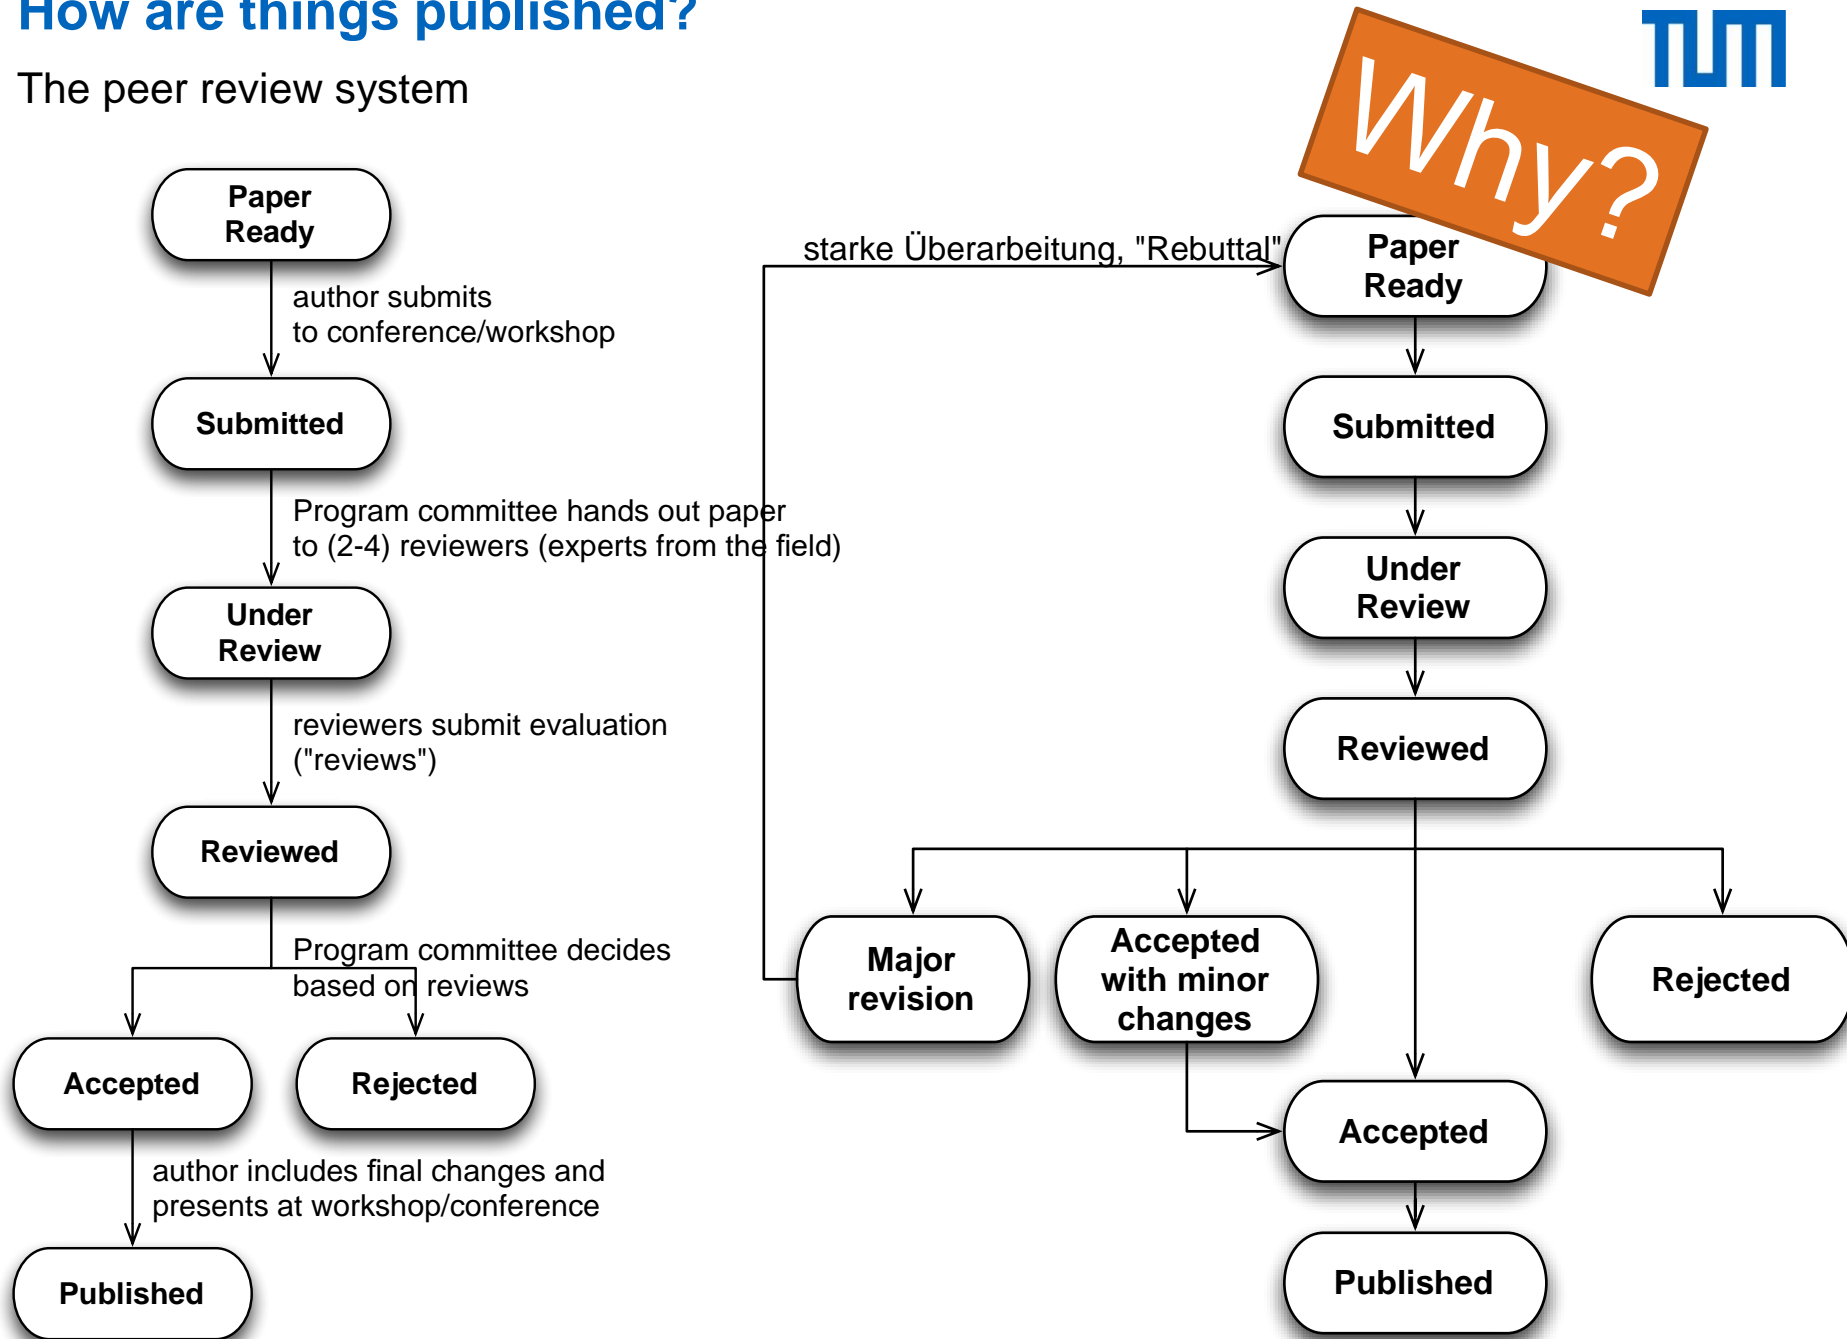 How are things published?
The peer review system
TUM
Why?
Paper
Ready
author submits
to conference/workshop
Submitted
Program committee hands out paper
to (2-4) reviewers (experts from the field)
Under
Review
reviewers submit evaluation
("reviews")
Reviewed
Program committee decides
based on reviews
Accepted
Rejected
author includes final changes and
presents at workshop/conference
Published
starke Überarbeitung, "Rebuttal"
Paper
Ready
Submitted
Under
Review
Reviewed
Major
revision
Accepted
with minor
changes
Rejected
Accepted
Published